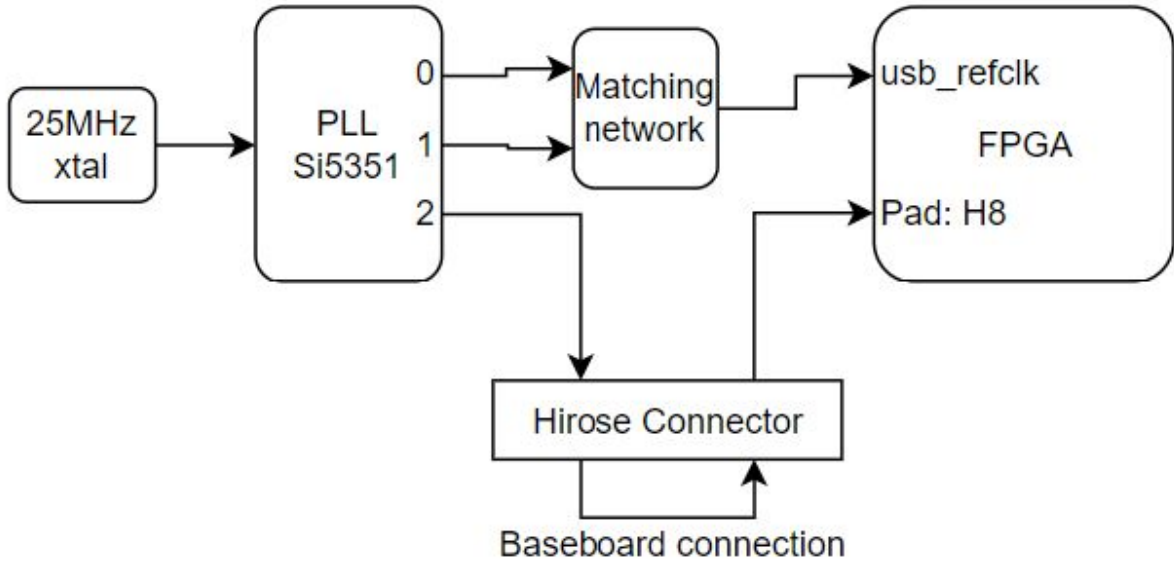 25MHz
xtal
PLL
Si5351
0
1
2
Matching
network
usb_refclk
FPGA
Pad: H8
Hirose Connector
Baseboard connection